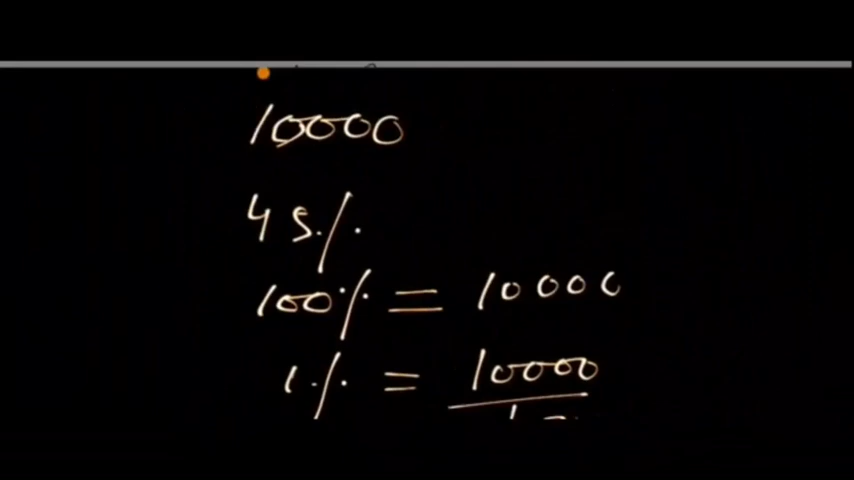 10000
45%
100% = 10000
1% = 10000